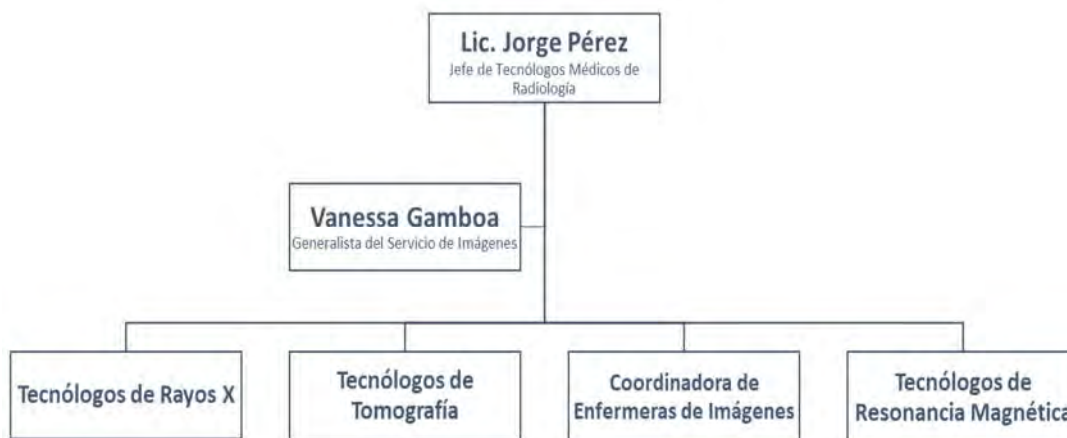 Lic. Jorge Pérez
Jefe de Tecnólogos Médicos de
Radiología
Vanessa Gamboa
Generalista del Servicio de Imágenes
Tecnólogos de Rayos X
Tecnólogos de
Tomografía
Coordinadora de
Enfermeras de Imágenes
Tecnólogos de
Resonancia Magnética